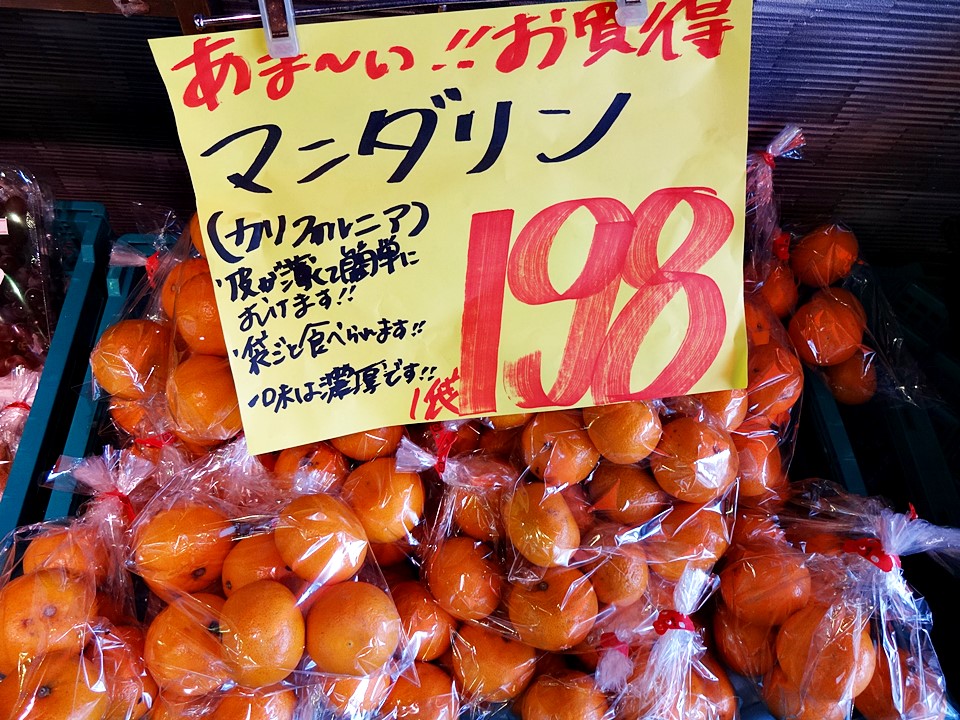 あま〜い!!お買得
マンダリン
(カリフォルニア)
・皮が薄くて簡単に
むけます!!
・袋ごと食べられます!!
・味は濃厚です!!
1袋
198